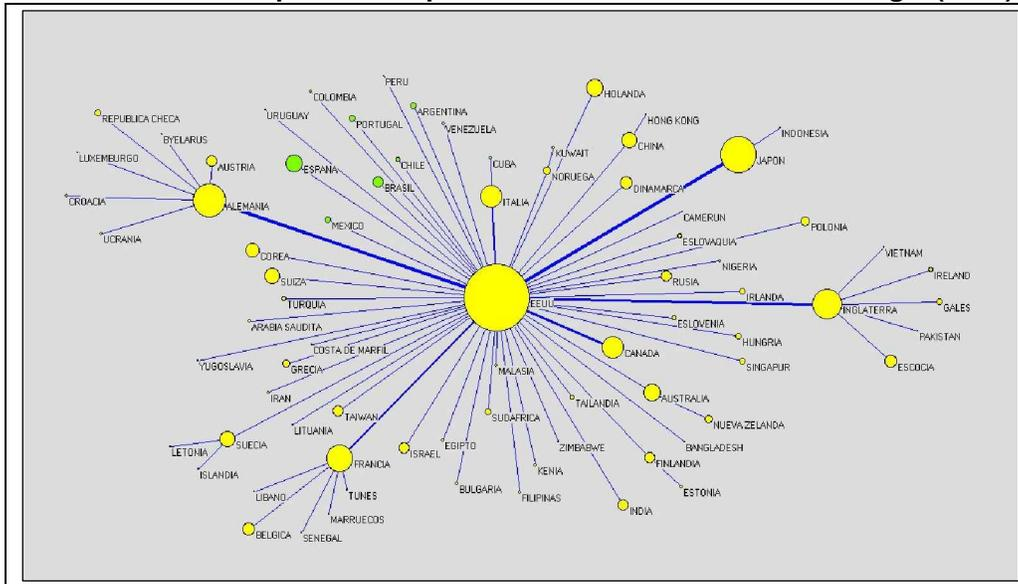 PERU
COLOMBIA
HOLANDA
ARGENTINA
URUGUAY
REPUBLICA CHECA
PORTUGAL
VENEZUELA
HONG KONG
INDONESIA
BYELARUS
CHINA
KUWAIT
LUXEMBURGO
JAPON
CUBA
CHILE
AUSTRIA
ESPANA
NORUEGA
BRASIL
DINAMARCA
CROACIA
ITALIA
ALEMANIA
CAMERUN
MEXICO
POLONIA
UCRANIA
ESLOVAQUIA
VIETNAM
COREA
NIGERIA
IRELAND
SUIZA
RUSIA
IRLANDA
TURQUIA
EEUU
GALES
INGLATERRA
ESLOVENIA
ARABIA SAUDITA
PAKISTAN
HUNGRIA
COSTA DE MARFIL
CANADA
YUGOSLAVIA
GRECIA
MALASIA
SINGAPUR
ESCOCIA
IRAN
AUSTRALIA
TAILANDIA
TAIWAN
SUDAFRICA
NUEVA ZELANDA
LITUANIA
SUECIA
EGIPTO
ZIMBABWE
BANGLADESH
LETONIA
ISRAEL
FRANCIA
FINLANDIA
ISLANDIA
KENIA
BULGARIA
ESTONIA
LIBANO
TUNES
FILIPINAS
INDIA
MARRUECOS
BELGICA
SENEGAL